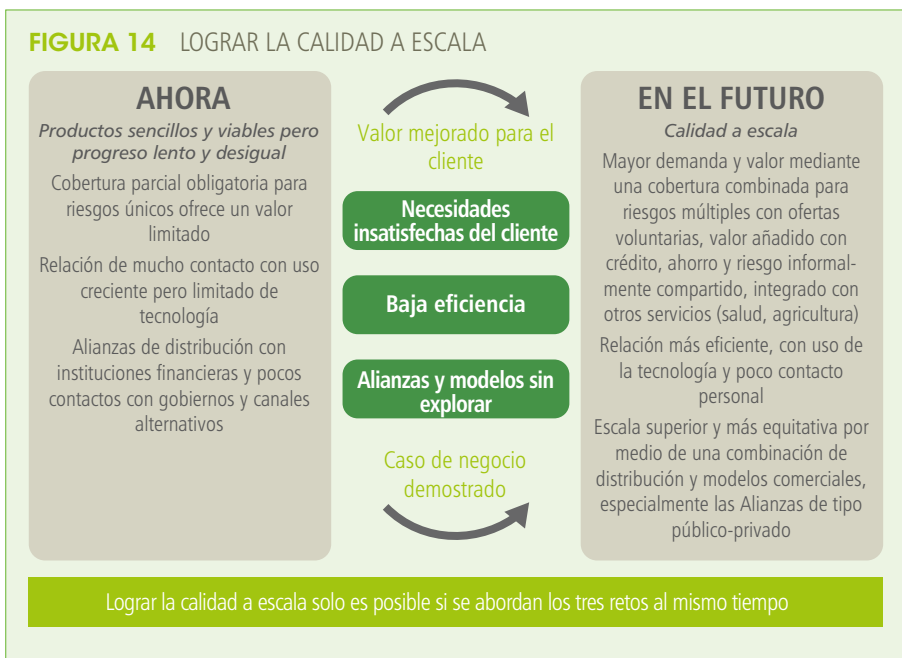 FIGURA 14 LOGRAR LA CALIDAD A ESCALA
AHORA
Productos sencillos y viables pero
progreso lento y desigual
Cobertura parcial obligatoria para
riesgos únicos ofrece un valor
limitado
Relación de mucho contacto con uso
creciente pero limitado de
tecnología
Alianzas de distribución con
instituciones financieras y pocos
contactos con gobiernos y canales
alternativos
Valor mejorado para el
cliente
Necesidades
insatisfechas del cliente
Baja eficiencia
Alianzas y modelos sin
explorar
Caso de negocio
demostrado
EN EL FUTURO
Calidad a escala
Mayor demanda y valor mediante
una cobertura combinada para
riesgos múltiples con ofertas
voluntarias, valor añadido con
crédito, ahorro y riesgo informal-
mente compartido, integrado con
otros servicios (salud, agricultura)
Relación más eficiente, con uso de
la tecnología y poco contacto
personal
Escala superior y más equitativa por
medio de una combinación de
distribución y modelos comerciales,
especialmente las Alianzas de tipo
público-privado
Lograr la calidad a escala solo es posible si se abordan los tres retos al mismo tiempo